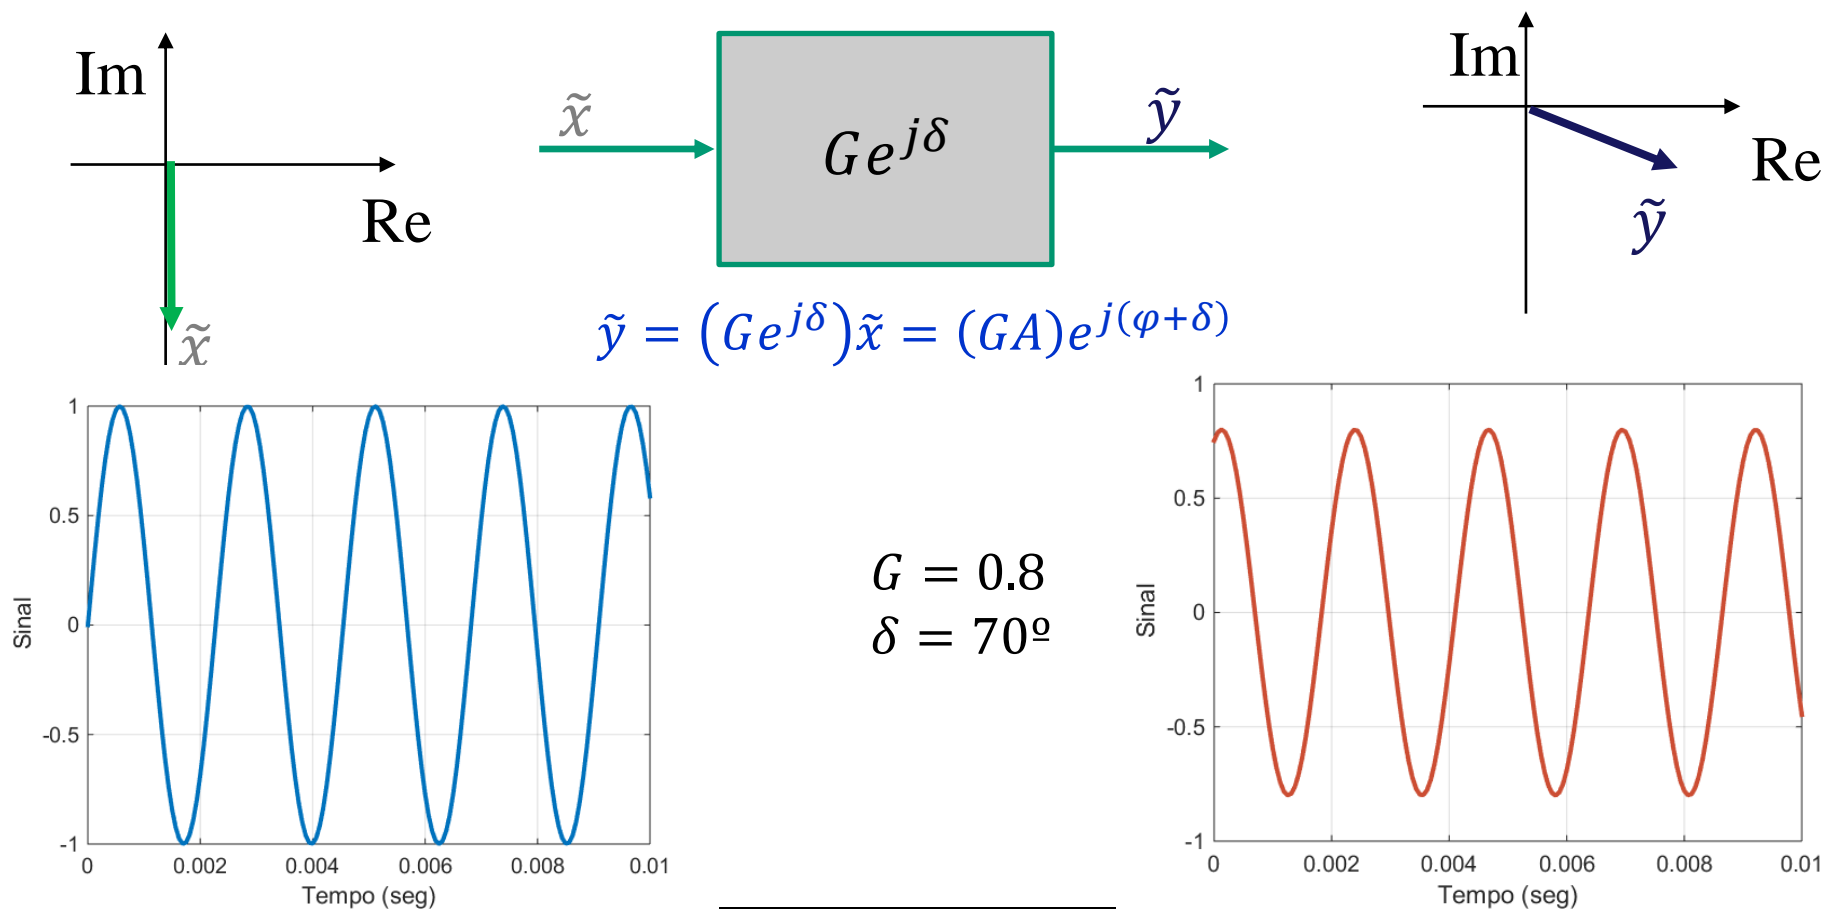 Im
Re
x̃
x̃
Ge^{jδ}
ỹ
Im
Re
ỹ
ỹ = (Ge^{jδ})x̃ = (GA)e^{j(φ+δ)}
1
0.5
0
-0.5
-1
0 0.002 0.004 0.006 0.008 0.01
Sinal
Tempo (seg)
G = 0.8
δ = 70º
1
0.5
0
-0.5
-1
0 0.002 0.004 0.006 0.008 0.01
Sinal
Tempo (seg)